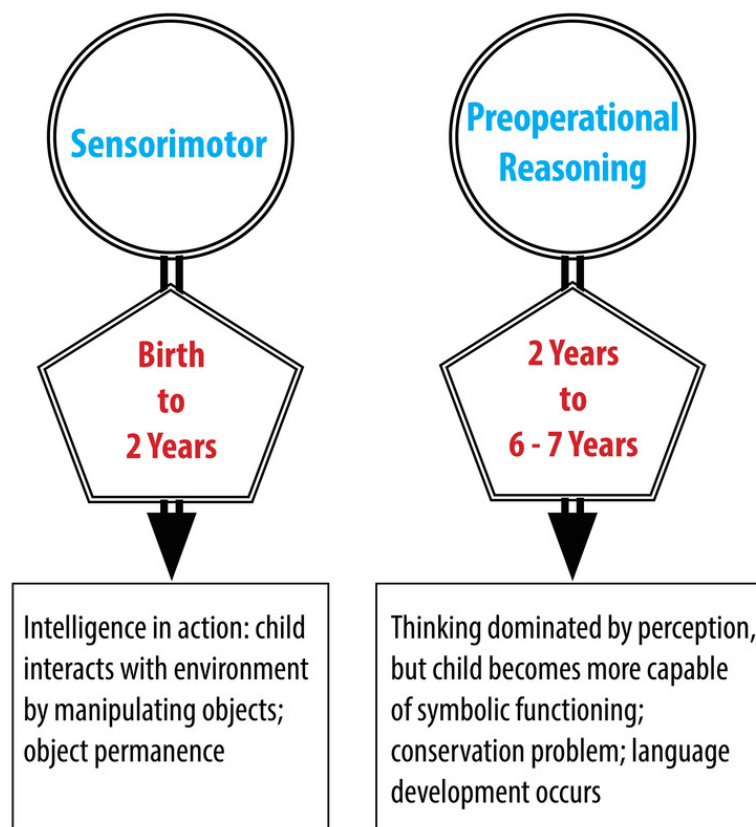 Sensorimotor
Birth
to
2 Years
Intelligence in action: child
interacts with environment
by manipulating objects;
object permanence
Preoperational
Reasoning
2 Years
to
6 - 7 Years
Thinking dominated by perception,
but child becomes more capable
of symbolic functioning;
conservation problem; language
development occurs